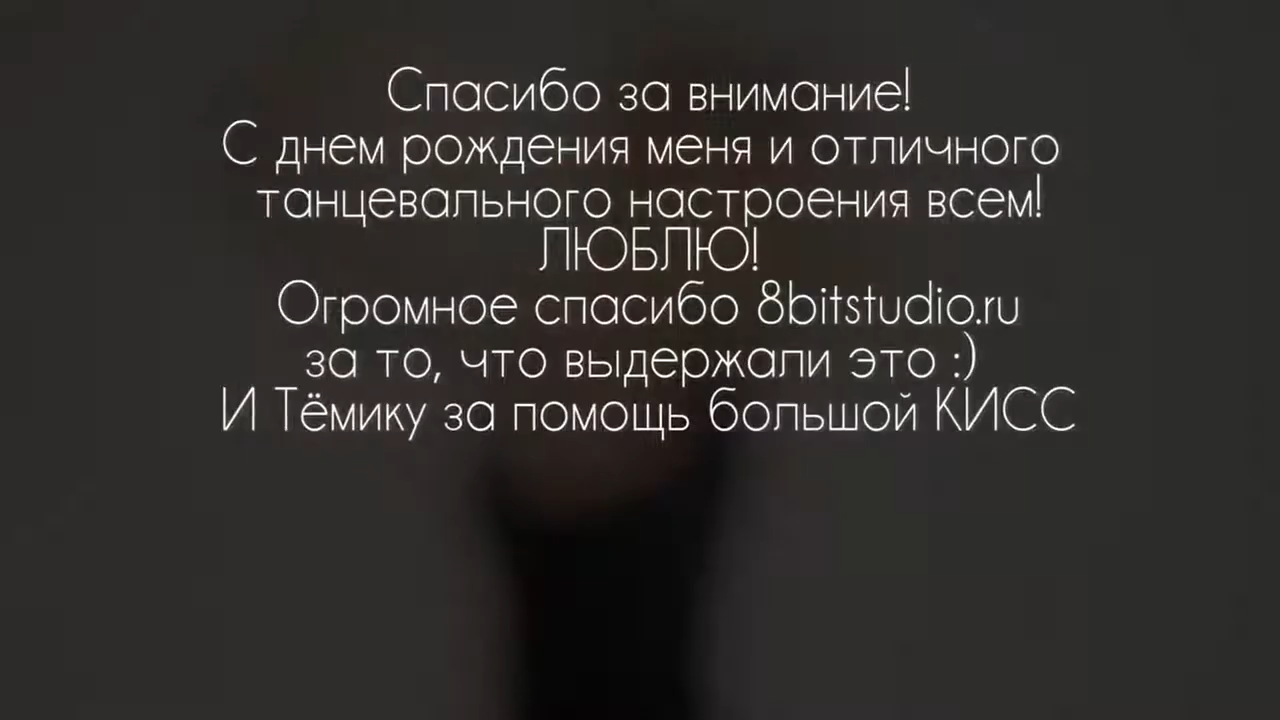 Спасибо за внимание!
С днем рождения меня и отличного
танцевального настроения всем!
ЛЮБЛЮ!
Огромное спасибо 8bitstudio.ru
за то, что выдержали это :)
И Тёмику за помощь большой КИСС